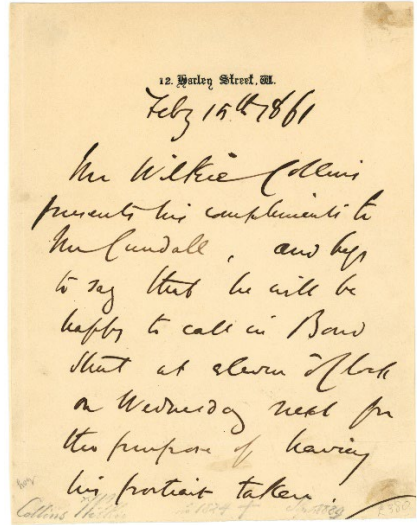 12. Harley Street, W.
Feby 15th 1861
Mr Wilkie Collins
presents his compliments to
Mr Cundall, and begs
to say that he will be
happy to call in Bond
Street at eleven o'Clock
on Wednesday next for
the purpose of having
his portrait taken.
Collins Wilkie